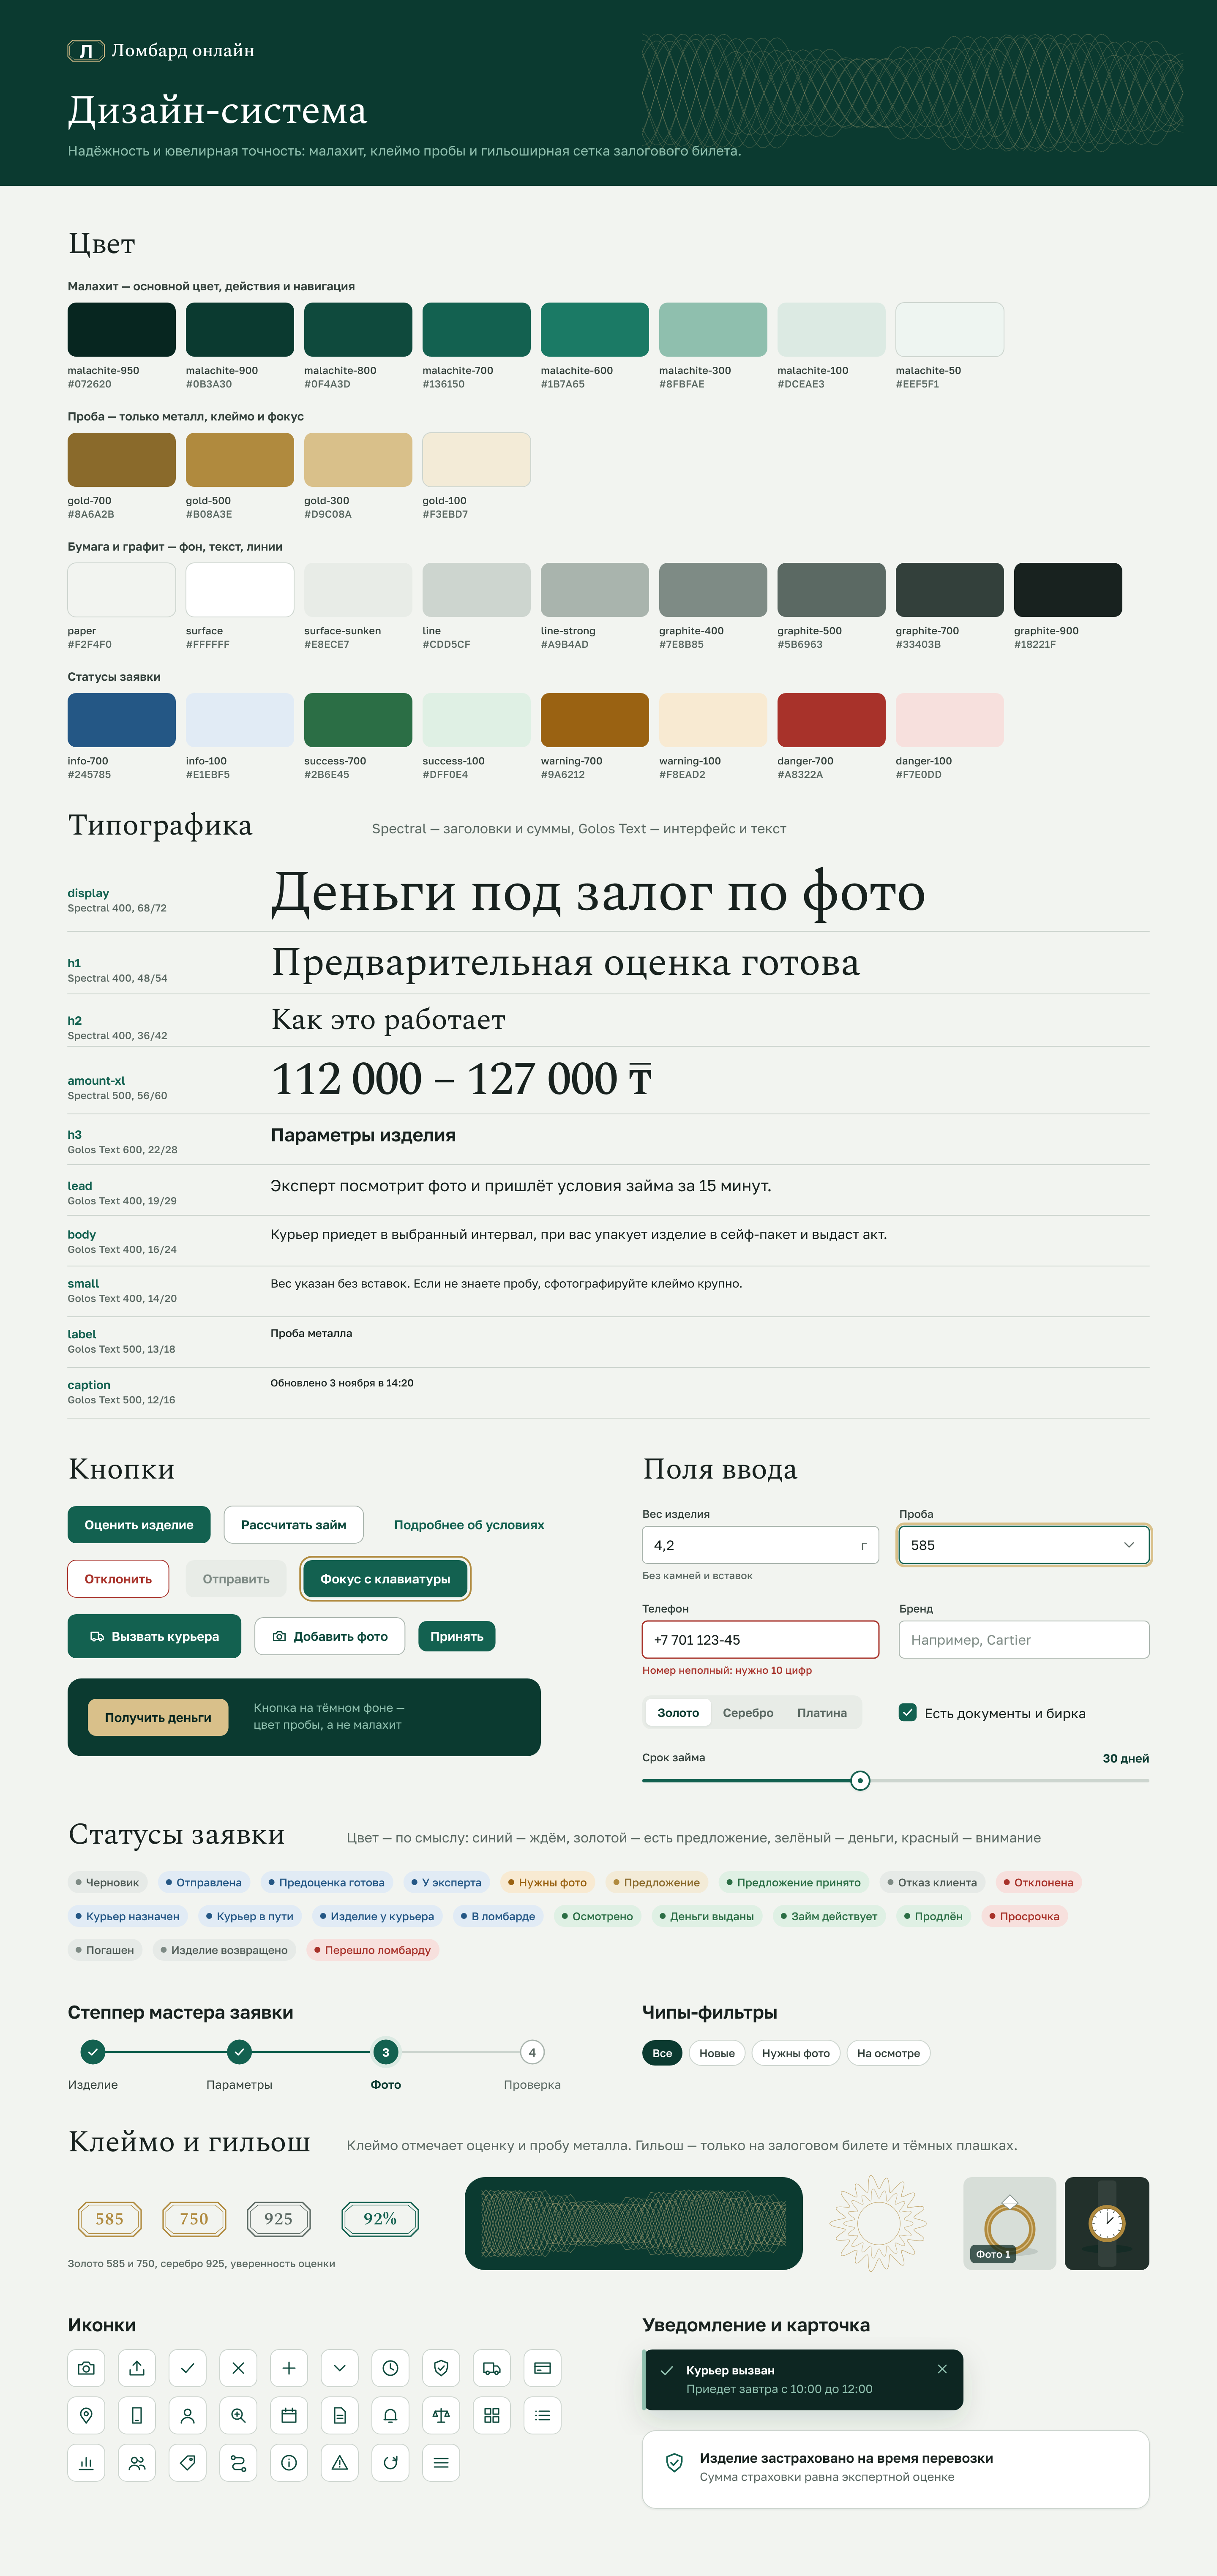 Л Ломбард онлайн
Дизайн-система
Надёжность и ювелирная точность: малахит, клеймо пробы и гильоширная сетка залогового билета.
Цвет
Малахит — основной цвет, действия и навигация
malachite-950 malachite-900 malachite-800 malachite-700 malachite-600 malachite-300 malachite-100 malachite-50
#072620 #0B3A30 #0F4A3D #136150 #1B7A65 #8FBFAE #DCEAE3 #EEF5F1
Проба — только металл, клеймо и фокус
gold-700 gold-500 gold-300 gold-100
#8A6A2B #B08A3E #D9C08A #F3EBD7
Бумага и графит — фон, текст, линии
paper surface surface-sunken line line-strong graphite-400 graphite-500 graphite-700 graphite-900
#F2F4F0 #FFFFFF #E8ECE7 #CDD5CF #A9B4AD #7E8B85 #5B6963 #33403B #18221F
Статусы заявки
info-700 info-100 success-700 success-100 warning-700 warning-100 danger-700 danger-100
#245785 #E1EBF5 #2B6E45 #DFF0E4 #9A6212 #F8EAD2 #A8322A #F7E0DD
Типографика Spectral — заголовки и суммы, Golos Text — интерфейс и текст
display
Spectral 400, 68/72
Деньги под залог по фото
h1
Spectral 400, 48/54
Предварительная оценка готова
h2
Spectral 400, 36/42
Как это работает
amount-xl
Spectral 500, 56/60
112 000 – 127 000 ₸
h3
Golos Text 600, 22/28
Параметры изделия
lead
Golos Text 400, 19/29
Эксперт посмотрит фото и пришлёт условия займа за 15 минут.
body
Golos Text 400, 16/24
Курьер приедет в выбранный интервал, при вас упакует изделие в сейф-пакет и выдаст акт.
small
Golos Text 400, 14/20
Вес указан без вставок. Если не знаете пробу, сфотографируйте клеймо крупно.
label
Golos Text 500, 13/18
Проба металла
caption
Golos Text 500, 12/16
Обновлено 3 ноября в 14:20
Кнопки
Оценить изделие Рассчитать займ Подробнее об условиях
Отклонить Отправить Фокус с клавиатуры
Вызвать курьера Добавить фото Принять
Получить деньги
Кнопка на тёмном фоне —
цвет пробы, а не малахит
Поля ввода
Вес изделия Проба
4,2 г 585
Без камней и вставок
Телефон Бренд
+7 701 123-45 Например, Cartier
Номер неполный: нужно 10 цифр
Золото Серебро Платина Есть документы и бирка
Срок займа 30 дней
Статусы заявки Цвет — по смыслу: синий — ждём, золотой — есть предложение, зелёный — деньги, красный — внимание
Черновик Отправлена Предоценка готова У эксперта Нужны фото Предложение Предложение принято Отказ клиента Отклонена
Курьер назначен Курьер в пути Изделие у курьера В ломбарде Осмотрено Деньги выданы Займ действует Продлён Просрочка
Погашен Изделие возвращено Перешло ломбарду
Степпер мастера заявки
3 4
Изделие Параметры Фото Проверка
Чипы-фильтры
Все Новые Нужны фото На осмотре
Клеймо и гильош Клеймо отмечает оценку и пробу металла. Гильош — только на залоговом билете и тёмных плашках.
585 750 925 92%
Золото 585 и 750, серебро 925, уверенность оценки
Фото 1
Иконки
Уведомление и карточка
Курьер вызван
Приедет завтра с 10:00 до 12:00
Изделие застраховано на время перевозки
Сумма страховки равна экспертной оценке